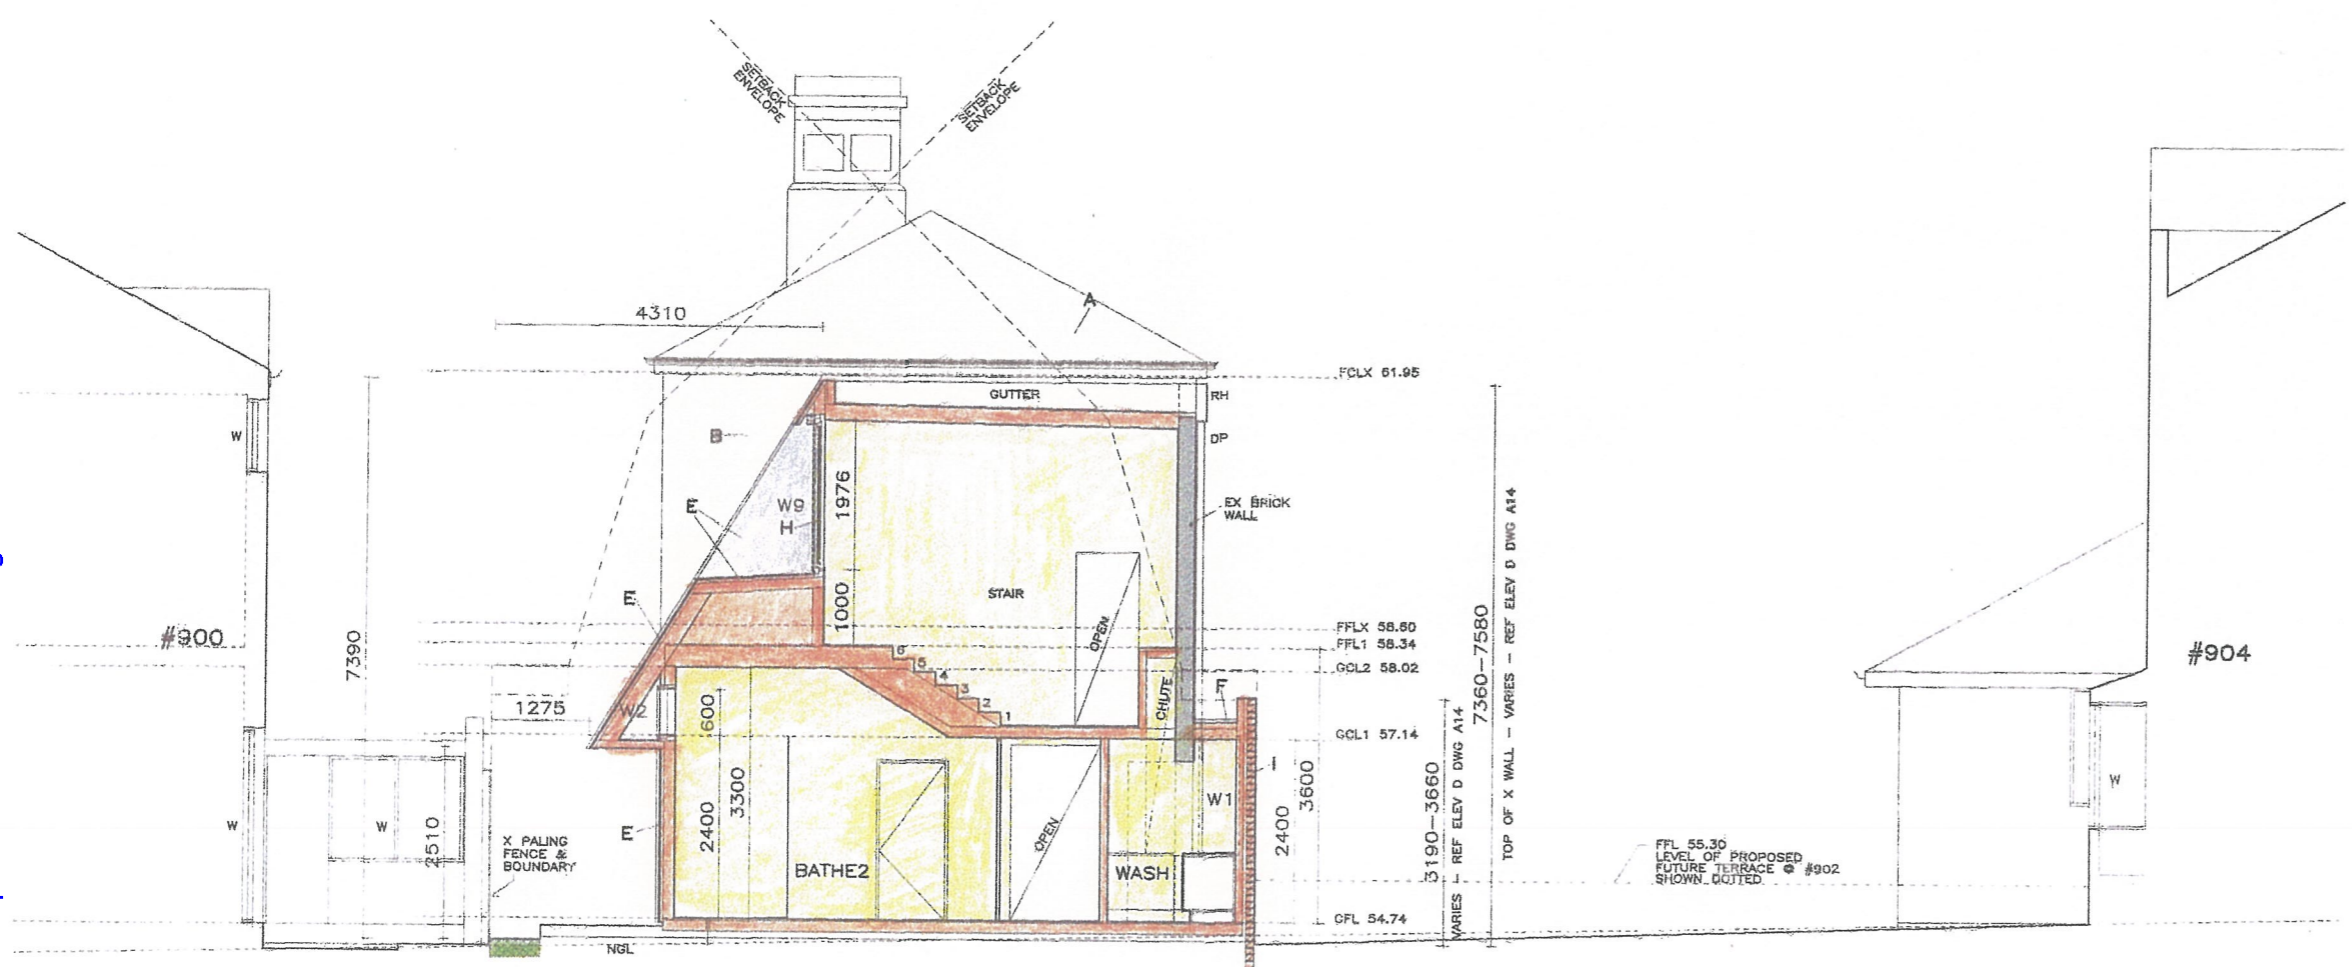 SETBACK
ENVELOPE
SETBACK
ENVELOPE
4310
A
FCLX 61.95
GUTTER
RH
B
DP
W
1976
W9
H
E
EX BRICK
WALL
STAIR
1000
E
OPEN
#900
7390
FFLX 58.60
FFL1 58.34
GCL2 58.02
#904
6
5
4
3
2
1
CHUTE
F
1275
W2
600
GCL1 57.14
I
3300
2400
W1
3600
2400
3190-3660
VARIES - REF ELEV D DWG A14
7360-7580
TOP OF X WALL - VARIES - REF ELEV D DWG A14
W
W
W
2510
E
X PALING
FENCE &
BOUNDARY
OPEN
BATHE2
WASH
FFL 55.30
LEVEL OF PROPOSED
FUTURE TERRACE @ #902
SHOWN DOTTED
GFL 54.74
NGL